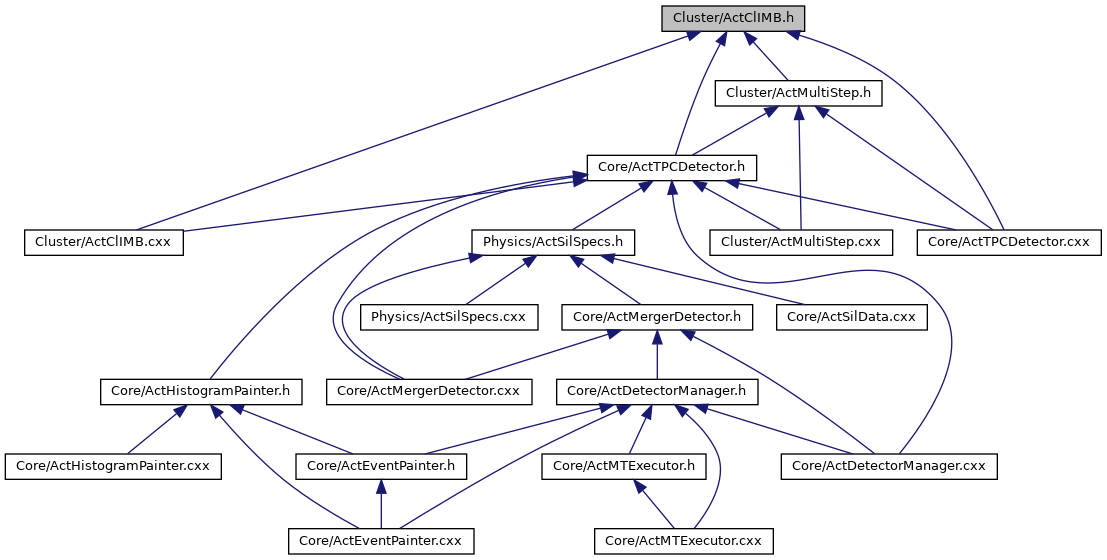 Cluster/ActClIMB.h
Cluster/ActMultiStep.h
Core/ActTPCDetector.h
Cluster/ActClIMB.cxx
Physics/ActSilSpecs.h
Cluster/ActMultiStep.cxx
Core/ActTPCDetector.cxx
Physics/ActSilSpecs.cxx
Core/ActMergerDetector.h
Core/ActSilData.cxx
Core/ActHistogramPainter.h
Core/ActMergerDetector.cxx
Core/ActDetectorManager.h
Core/ActHistogramPainter.cxx
Core/ActEventPainter.h
Core/ActMTExecutor.h
Core/ActDetectorManager.cxx
Core/ActEventPainter.cxx
Core/ActMTExecutor.cxx